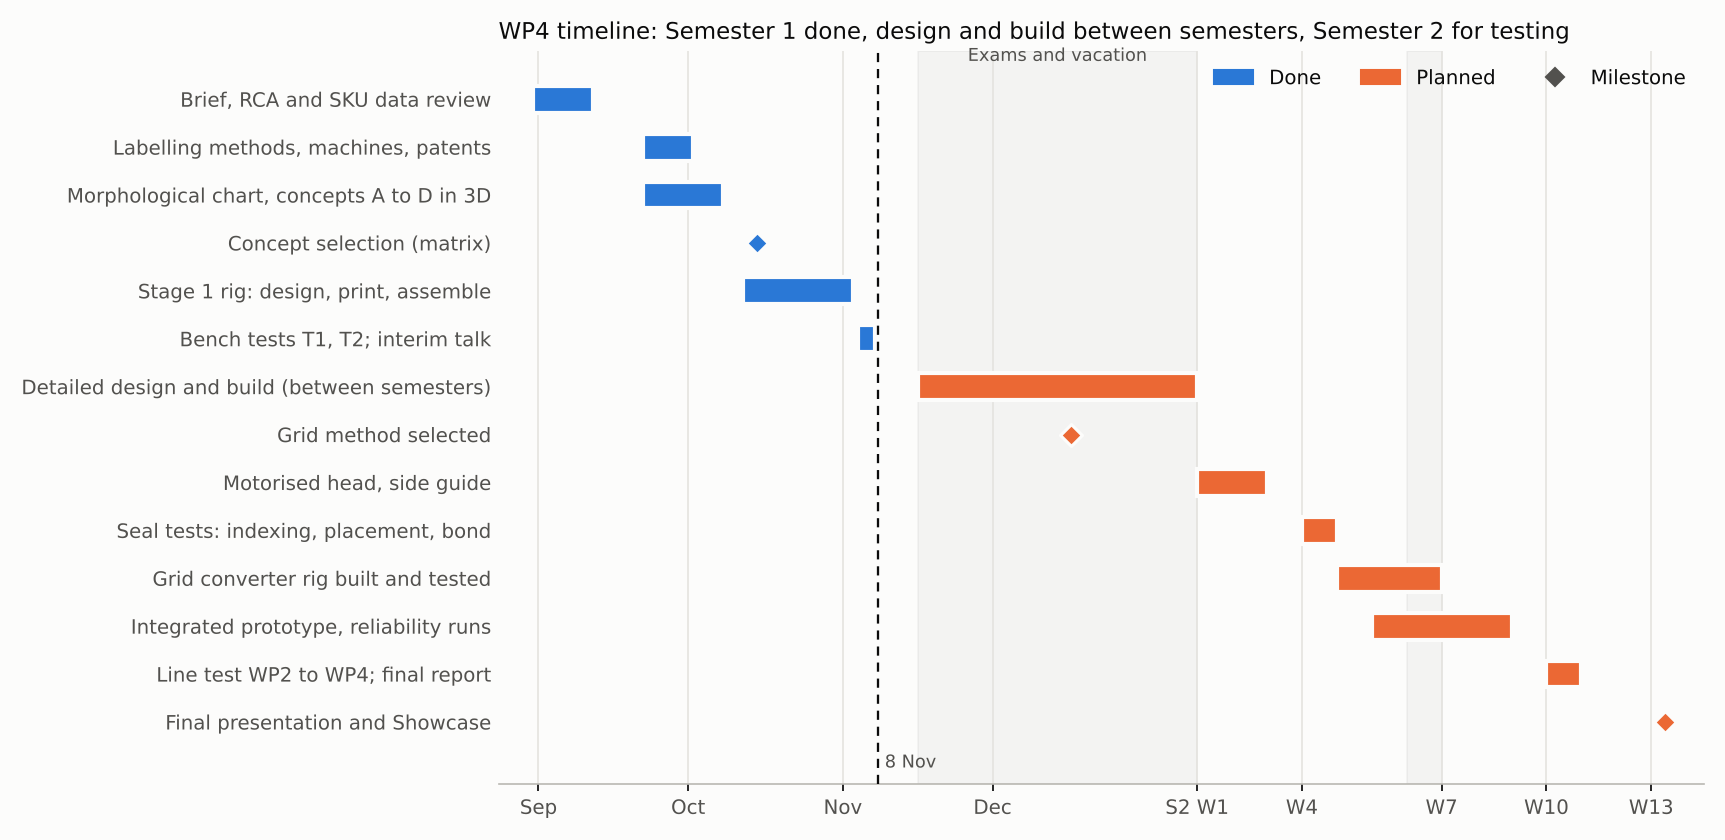 WP4 timeline: Semester 1 done, design and build between semesters, Semester 2 for testing
Exams and vacation
Done
Planned
Milestone
Brief, RCA and SKU data review
Labelling methods, machines, patents
Morphological chart, concepts A to D in 3D
Concept selection (matrix)
Stage 1 rig: design, print, assemble
Bench tests T1, T2; interim talk
Detailed design and build (between semesters)
Grid method selected
Motorised head, side guide
Seal tests: indexing, placement, bond
Grid converter rig built and tested
Integrated prototype, reliability runs
Line test WP2 to WP4; final report
Final presentation and Showcase
8 Nov
Sep Oct Nov Dec S2 W1 W4 W7 W10 W13